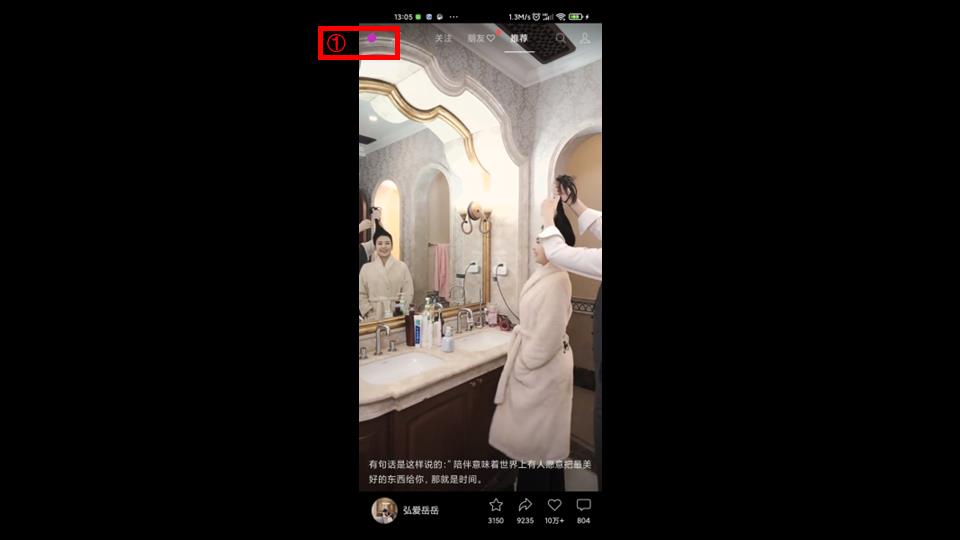 13:05 ··· 1.3M/s
①
关注 朋友♡ 推荐
有句话是这样说的:“陪伴意味着世界上有人愿意把最美
好的东西给你,那就是时间。
弘爱岳岳
3150 9235 10万+ 804